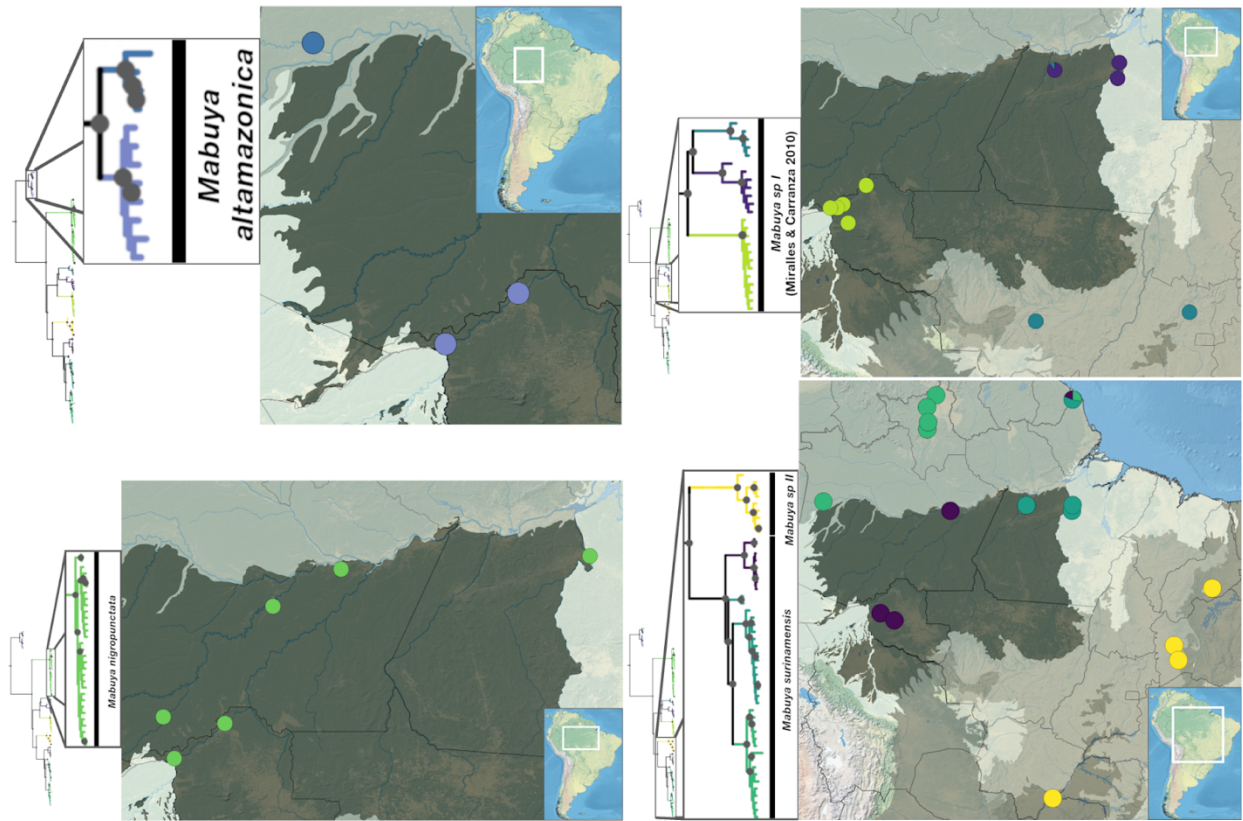 Mabuya
altamazonica
Mabuya sp I
(Miralles & Carranza 2010)
Mabuya nigropunctata
Mabuya sp II
Mabuya surinamensis